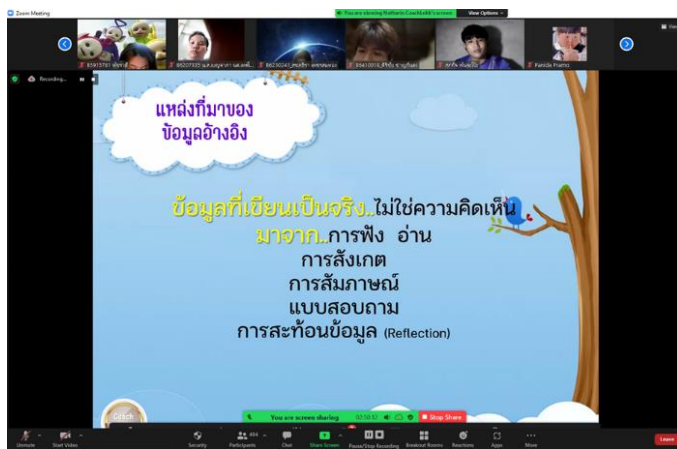 Zoom Meeting
You are viewing Nathanin CoachLekk's screen View Options
View
Recording...
แหล่งที่มาของ
ข้อมูลอ้างอิง
ข้อมูลที่เขียนเป็นจริง..ไม่ใช่ความคิดเห็น
มาจาก..การฟัง อ่าน
การสังเกต
การสัมภาษณ์
แบบสอบถาม
การสะท้อนข้อมูล (Reflection)
Coach
You are screen sharing Stop Share
Unmute Start Video Security Participants Chat Share Screen Pause/Stop Recording Breakout Rooms Reactions Apps More Leave